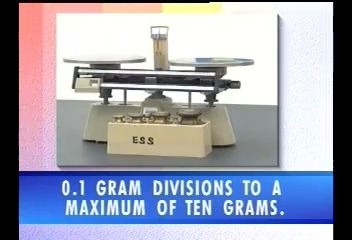 ESS
0.1 GRAM DIVISIONS TO A
MAXIMUM OF TEN GRAMS.